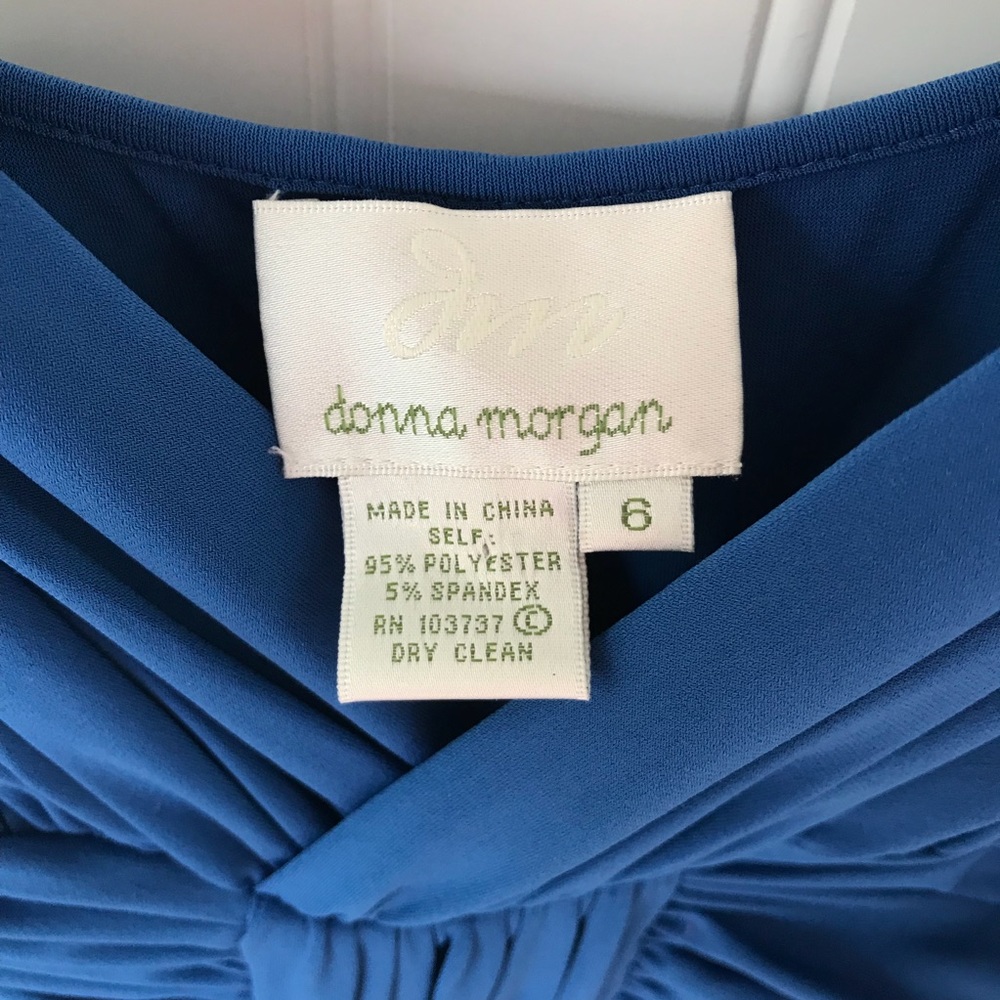 dm
donna morgan
6
MADE IN CHINA
SELF:
95% POLYESTER
5% SPANDEX
RN 103737 Ⓒ
DRY CLEAN